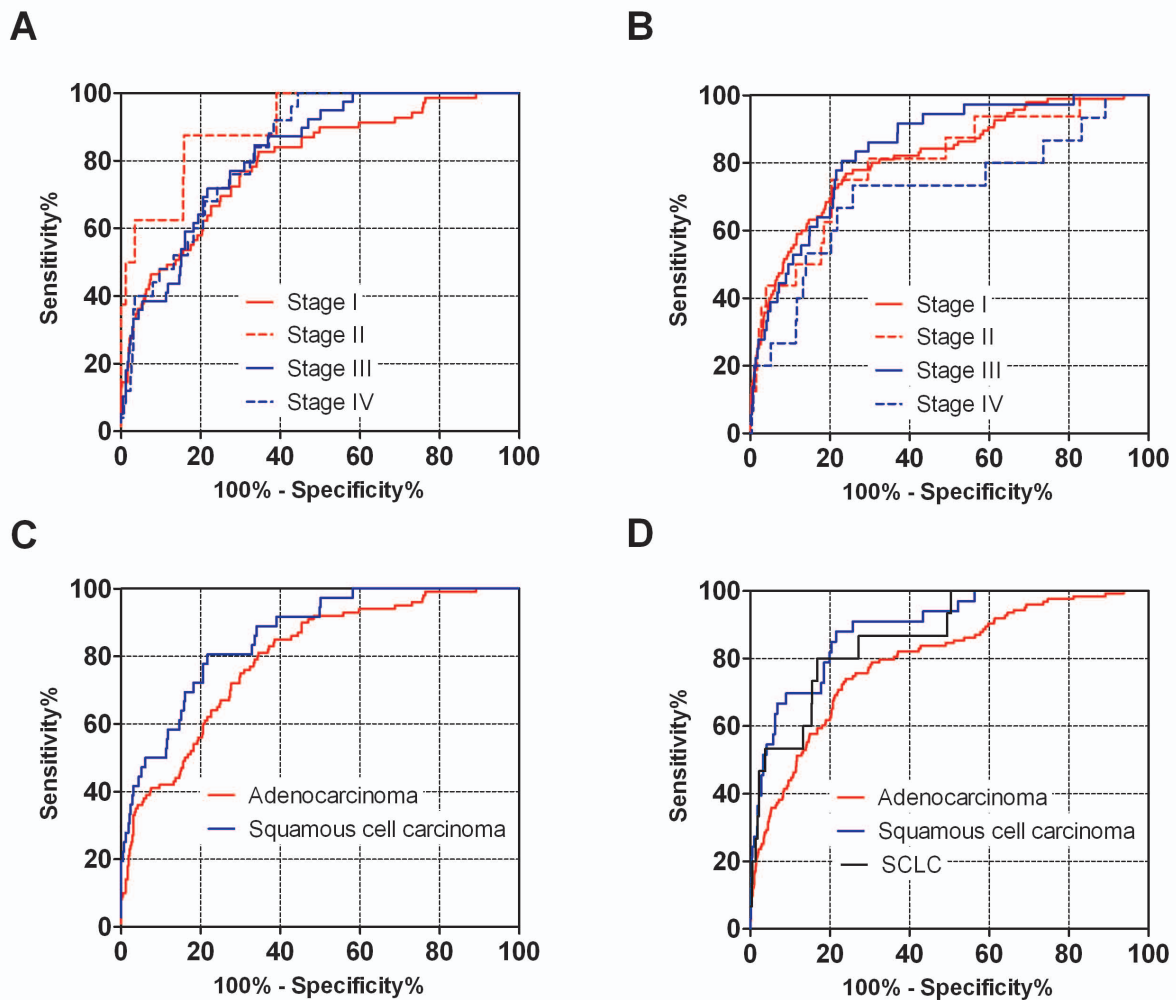 A
100
80
60
40
20
0
Sensitivity%
Stage I
Stage II
Stage III
Stage IV
0 20 40 60 80 100
100% - Specificity%
B
100
80
60
40
20
0
Sensitivity%
Stage I
Stage II
Stage III
Stage IV
0 20 40 60 80 100
100% - Specificity%
C
100
80
60
40
20
0
Sensitivity%
Adenocarcinoma
Squamous cell carcinoma
0 20 40 60 80 100
100% - Specificity%
D
100
80
60
40
20
0
Sensitivity%
Adenocarcinoma
Squamous cell carcinoma
SCLC
0 20 40 60 80 100
100% - Specificity%